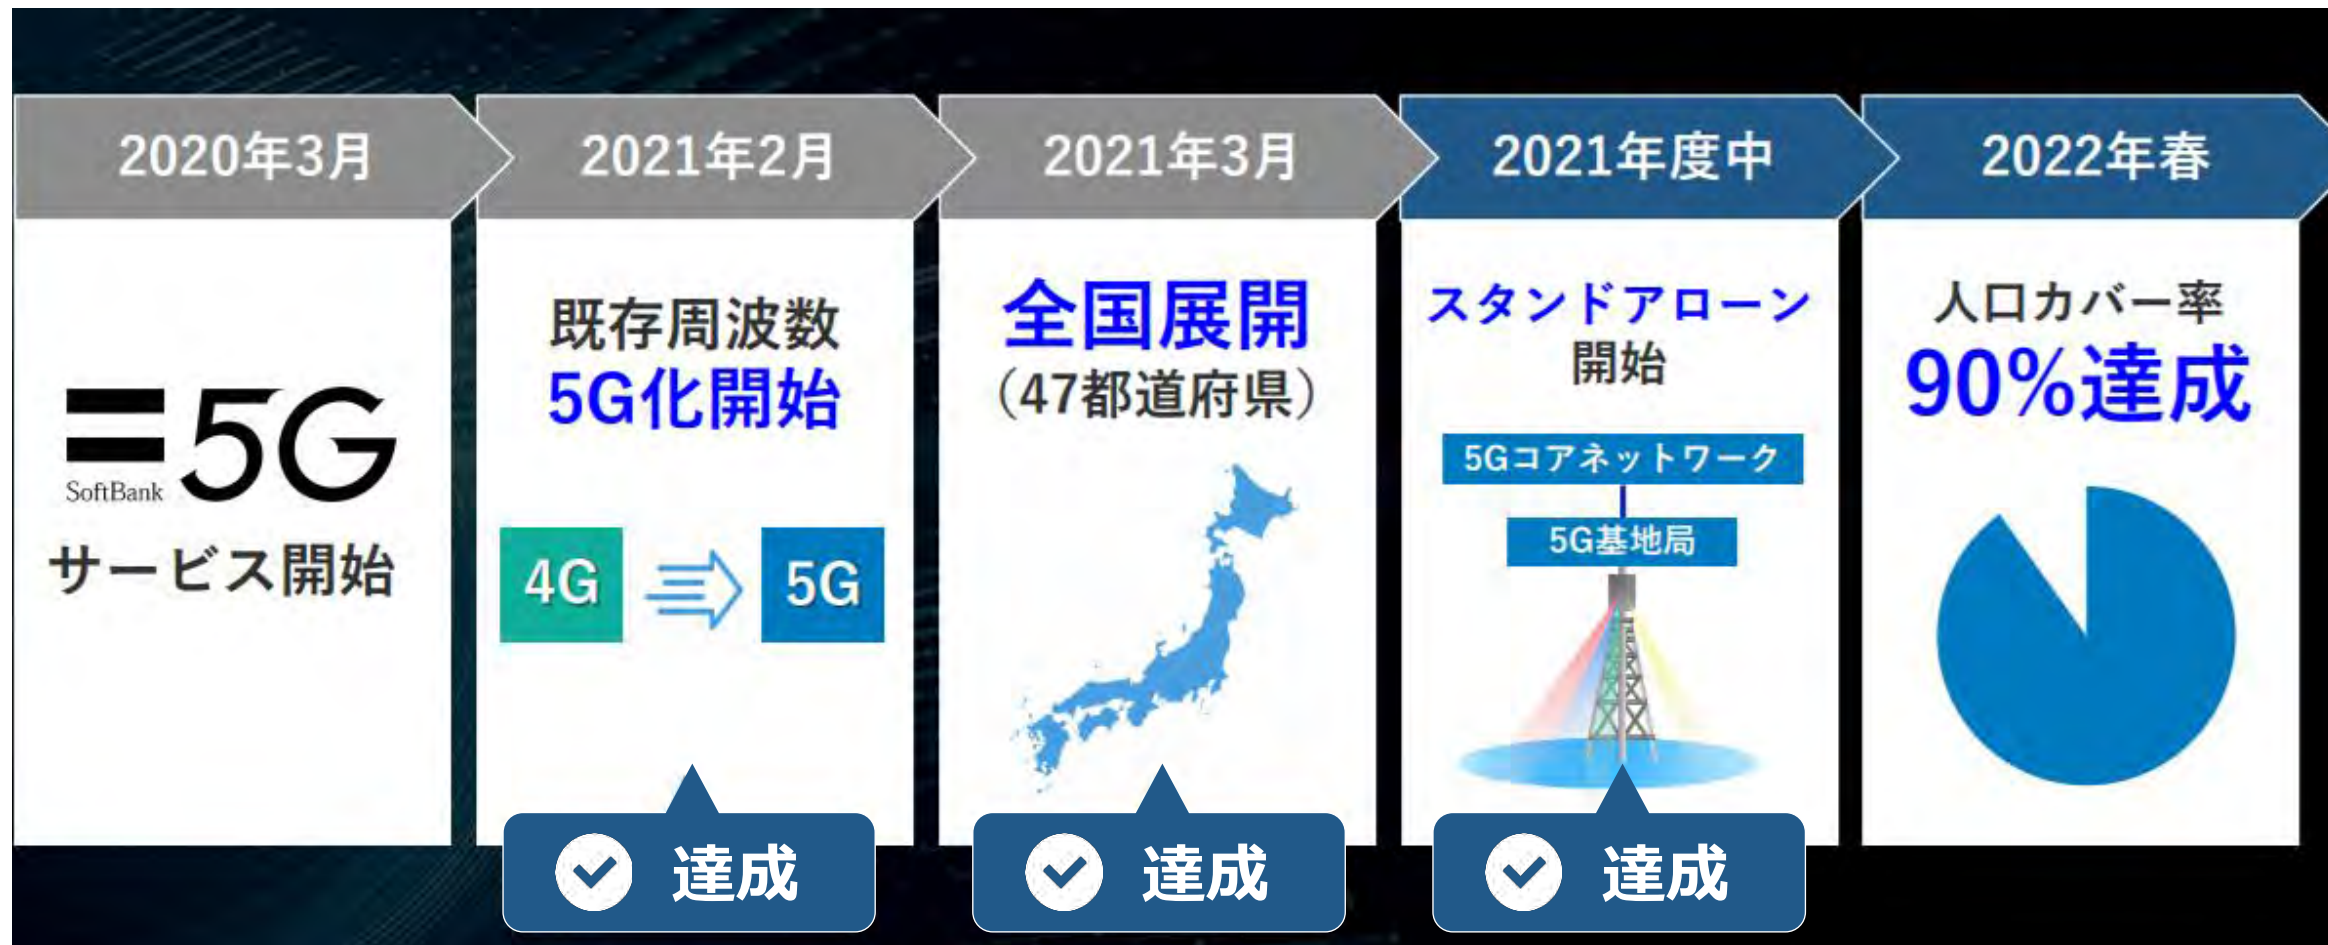 2020年3月
SoftBank 5G
サービス開始
2021年2月
既存周波数
5G化開始
4G
5G
達成
2021年3月
全国展開
（47都道府県）
達成
2021年度中
スタンドアローン
開始
5Gコアネットワーク
5G基地局
達成
2022年春
人口カバー率
90%達成